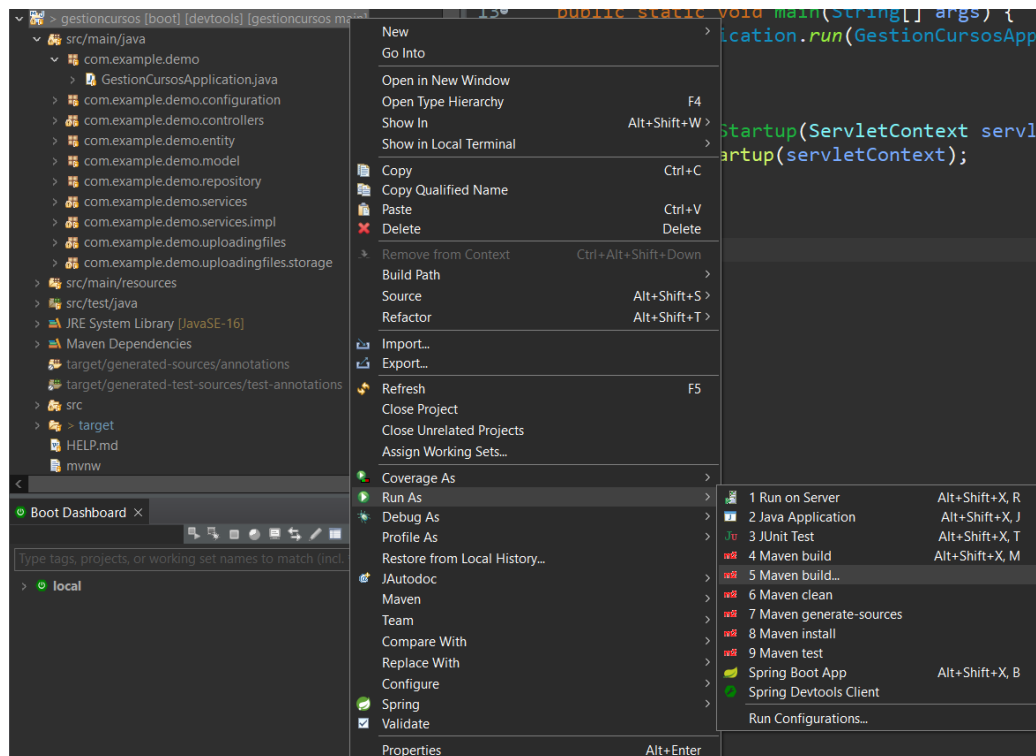 > gestioncursos [boot] [devtools] [gestioncursos main]
src/main/java
com.example.demo
GestionCursosApplication.java
com.example.demo.configuration
com.example.demo.controllers
com.example.demo.entity
com.example.demo.model
com.example.demo.repository
com.example.demo.services
com.example.demo.services.impl
com.example.demo.uploadingfiles
com.example.demo.uploadingfiles.storage
src/main/resources
src/test/java
JRE System Library [JavaSE-16]
Maven Dependencies
target/generated-sources/annotations
target/generated-test-sources/test-annotations
src
> target
HELP.md
mvnw
Boot Dashboard
Type tags, projects, or working set names to match (incl.
local
13 public static void main(String[] args) {
ication.run(GestionCursosApp
Startup(ServletContext servl
artup(servletContext);
New
Go Into
Open in New Window
Open Type Hierarchy F4
Show In Alt+Shift+W >
Show in Local Terminal
Copy Ctrl+C
Copy Qualified Name
Paste Ctrl+V
Delete Delete
Remove from Context Ctrl+Alt+Shift+Down
Build Path
Source Alt+Shift+S >
Refactor Alt+Shift+T >
Import...
Export...
Refresh F5
Close Project
Close Unrelated Projects
Assign Working Sets...
Coverage As
Run As
Debug As
Profile As
Restore from Local History...
JAutodoc
Maven
Team
Compare With
Replace With
Configure
Spring
Validate
Properties Alt+Enter
1 Run on Server Alt+Shift+X, R
2 Java Application Alt+Shift+X, J
3 JUnit Test Alt+Shift+X, T
4 Maven build Alt+Shift+X, M
5 Maven build...
6 Maven clean
7 Maven generate-sources
8 Maven install
9 Maven test
Spring Boot App Alt+Shift+X, B
Spring Devtools Client
Run Configurations...